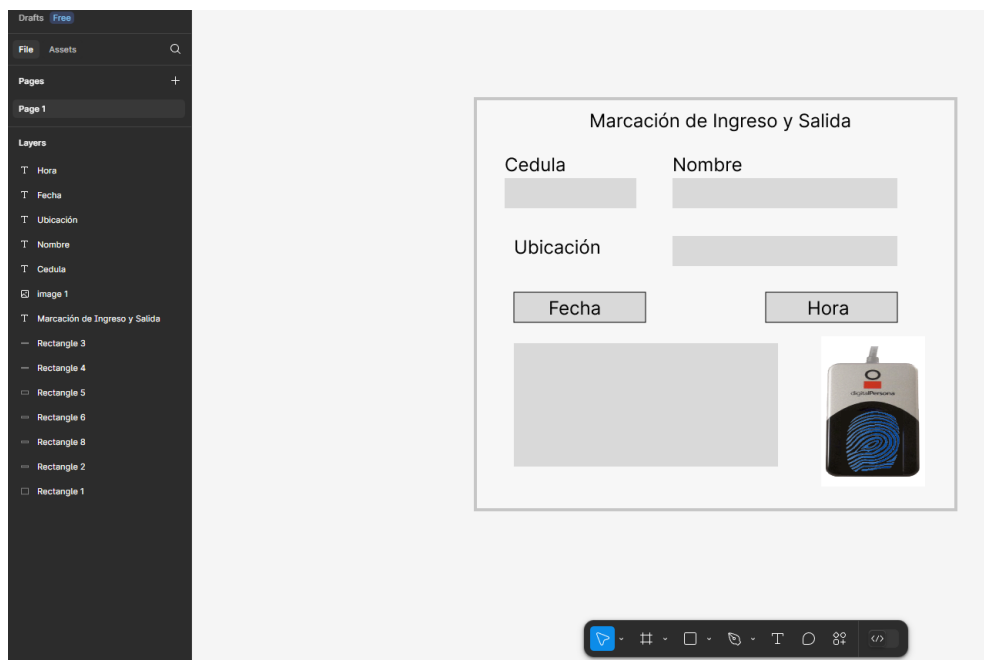 Drafts Free
File Assets
Pages
Page 1
Layers
Hora
Fecha
Ubicación
Nombre
Cedula
image 1
Marcación de Ingreso y Salida
Rectangle 3
Rectangle 4
Rectangle 5
Rectangle 6
Rectangle 8
Rectangle 2
Rectangle 1
Marcación de Ingreso y Salida
Cedula Nombre
Ubicación
Fecha Hora
digitalPersona